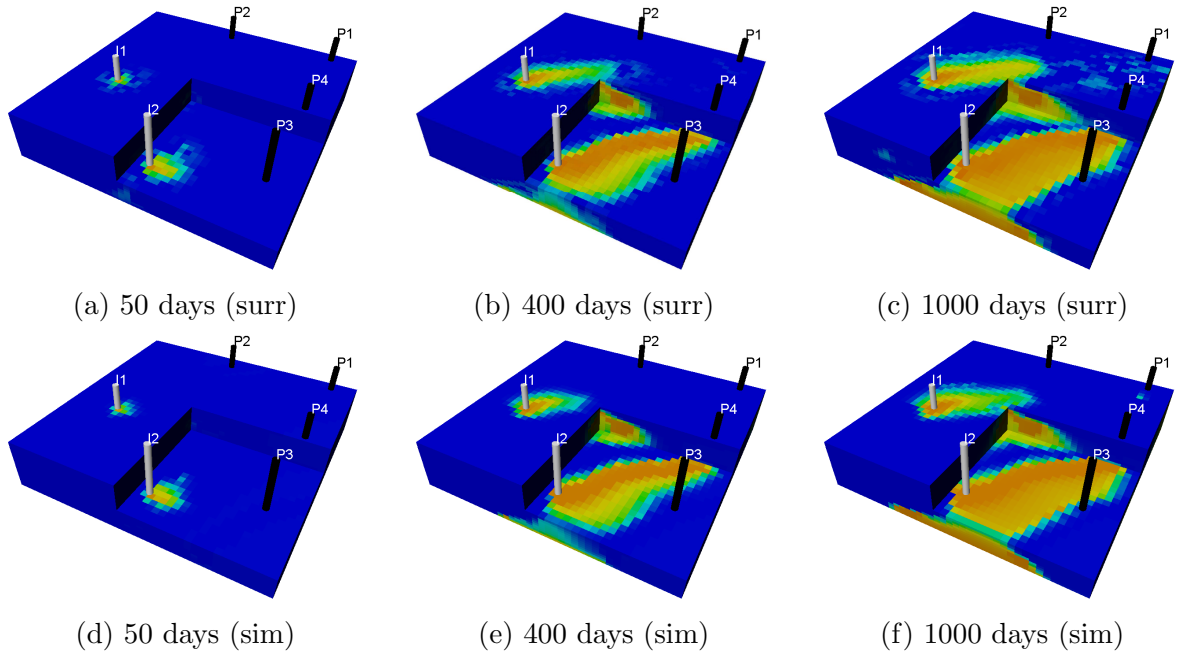 P2
P1
I1
P4
I2
P3
P2
P1
I1
P4
I2
P3
P2
P1
I1
P4
I2
P3
(a) 50 days (surr)
(b) 400 days (surr)
(c) 1000 days (surr)
P2
P1
I1
P4
I2
P3
P2
P1
I1
P4
I2
P3
P2
P1
I1
P4
I2
P3
(d) 50 days (sim)
(e) 400 days (sim)
(f) 1000 days (sim)